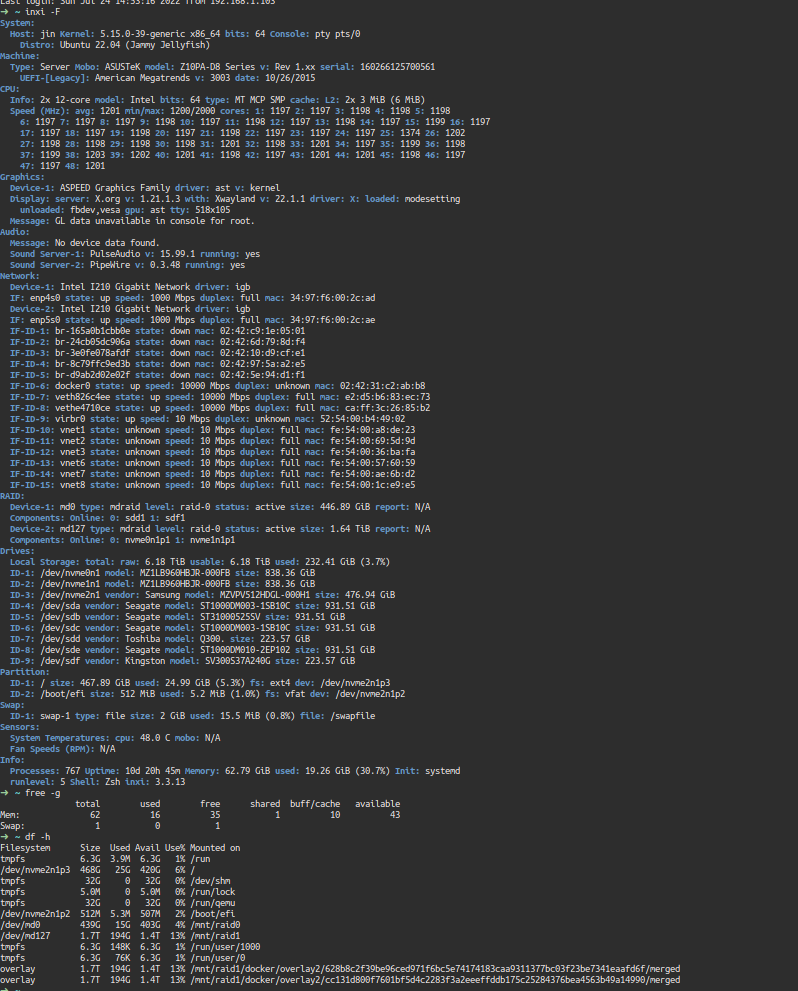 Last login: Sun Jul 24 14:53:16 2022 from 192.168.1.103
➜ ~ inxi -F
System:
Host: jin Kernel: 5.15.0-39-generic x86_64 bits: 64 Console: pty pts/0
Distro: Ubuntu 22.04 (Jammy Jellyfish)
Machine:
Type: Server Mobo: ASUSTeK model: Z10PA-D8 Series v: Rev 1.xx serial: 160266125700561
UEFI-[Legacy]: American Megatrends v: 3003 date: 10/26/2015
CPU:
Info: 2x 12-core model: Intel bits: 64 type: MT MCP SMP cache: L2: 2x 3 MiB (6 MiB)
Speed (MHz): avg: 1201 min/max: 1200/2000 cores: 1: 1197 2: 1197 3: 1198 4: 1198 5: 1198
6: 1197 7: 1197 8: 1197 9: 1198 10: 1197 11: 1198 12: 1197 13: 1198 14: 1197 15: 1199 16: 1197
17: 1197 18: 1197 19: 1198 20: 1197 21: 1198 22: 1197 23: 1197 24: 1197 25: 1374 26: 1202
27: 1198 28: 1198 29: 1198 30: 1198 31: 1201 32: 1198 33: 1201 34: 1197 35: 1199 36: 1198
37: 1199 38: 1203 39: 1202 40: 1201 41: 1198 42: 1197 43: 1201 44: 1201 45: 1198 46: 1197
47: 1197 48: 1201
Graphics:
Device-1: ASPEED Graphics Family driver: ast v: kernel
Display: server: X.org v: 1.21.1.3 with: Xwayland v: 22.1.1 driver: X: loaded: modesetting
unloaded: fbdev,vesa gpu: ast tty: 518x105
Message: GL data unavailable in console for root.
Audio:
Message: No device data found.
Sound Server-1: PulseAudio v: 15.99.1 running: yes
Sound Server-2: PipeWire v: 0.3.48 running: yes
Network:
Device-1: Intel I210 Gigabit Network driver: igb
IF: enp4s0 state: up speed: 1000 Mbps duplex: full mac: 34:97:f6:00:2c:ad
Device-2: Intel I210 Gigabit Network driver: igb
IF: enp5s0 state: up speed: 1000 Mbps duplex: full mac: 34:97:f6:00:2c:ae
IF-ID-1: br-165a0b1cbb0e state: down mac: 02:42:c9:1e:05:01
IF-ID-2: br-24cb05dc906a state: down mac: 02:42:6d:79:8d:f4
IF-ID-3: br-3e0fe078afdf state: down mac: 02:42:10:d9:cf:e1
IF-ID-4: br-8c79ffc9ed3b state: down mac: 02:42:97:5a:a2:e5
IF-ID-5: br-d9ab2d02e02f state: down mac: 02:42:5e:94:d1:f1
IF-ID-6: docker0 state: up speed: 10000 Mbps duplex: unknown mac: 02:42:31:c2:ab:b8
IF-ID-7: veth826c4ee state: up speed: 10000 Mbps duplex: full mac: e2:d5:b6:83:ec:73
IF-ID-8: vethe4710ce state: up speed: 10000 Mbps duplex: full mac: ca:ff:3c:26:85:b2
IF-ID-9: virbr0 state: up speed: 10 Mbps duplex: unknown mac: 52:54:00:b4:49:02
IF-ID-10: vnet1 state: unknown speed: 10 Mbps duplex: full mac: fe:54:00:a8:de:23
IF-ID-11: vnet2 state: unknown speed: 10 Mbps duplex: full mac: fe:54:00:69:5d:9d
IF-ID-12: vnet3 state: unknown speed: 10 Mbps duplex: full mac: fe:54:00:36:ba:fa
IF-ID-13: vnet6 state: unknown speed: 10 Mbps duplex: full mac: fe:54:00:57:60:59
IF-ID-14: vnet7 state: unknown speed: 10 Mbps duplex: full mac: fe:54:00:ae:6b:d2
IF-ID-15: vnet8 state: unknown speed: 10 Mbps duplex: full mac: fe:54:00:1c:e9:e5
RAID:
Device-1: md0 type: mdraid level: raid-0 status: active size: 446.89 GiB report: N/A
Components: Online: 0: sdd1 1: sdf1
Device-2: md127 type: mdraid level: raid-0 status: active size: 1.64 TiB report: N/A
Components: Online: 0: nvme0n1p1 1: nvme1n1p1
Drives:
Local Storage: total: raw: 6.18 TiB usable: 6.18 TiB used: 232.41 GiB (3.7%)
ID-1: /dev/nvme0n1 model: MZ1LB960HBJR-000FB size: 838.36 GiB
ID-2: /dev/nvme1n1 model: MZ1LB960HBJR-000FB size: 838.36 GiB
ID-3: /dev/nvme2n1 vendor: Samsung model: MZVPV512HDGL-000H1 size: 476.94 GiB
ID-4: /dev/sda vendor: Seagate model: ST1000DM003-1SB10C size: 931.51 GiB
ID-5: /dev/sdb vendor: Seagate model: ST31000525SV size: 931.51 GiB
ID-6: /dev/sdc vendor: Seagate model: ST1000DM003-1SB10C size: 931.51 GiB
ID-7: /dev/sdd vendor: Toshiba model: Q300. size: 223.57 GiB
ID-8: /dev/sde vendor: Seagate model: ST1000DM010-2EP102 size: 931.51 GiB
ID-9: /dev/sdf vendor: Kingston model: SV300S37A240G size: 223.57 GiB
Partition:
ID-1: / size: 467.89 GiB used: 24.99 GiB (5.3%) fs: ext4 dev: /dev/nvme2n1p3
ID-2: /boot/efi size: 512 MiB used: 5.2 MiB (1.0%) fs: vfat dev: /dev/nvme2n1p2
Swap:
ID-1: swap-1 type: file size: 2 GiB used: 15.5 MiB (0.8%) file: /swapfile
Sensors:
System Temperatures: cpu: 48.0 C mobo: N/A
Fan Speeds (RPM): N/A
Info:
Processes: 767 Uptime: 10d 20h 45m Memory: 62.79 GiB used: 19.26 GiB (30.7%) Init: systemd
runlevel: 5 Shell: Zsh inxi: 3.3.13
➜ ~ free -g
total used free shared buff/cache available
Mem: 62 16 35 1 10 43
Swap: 1 0 1
➜ ~ df -h
Filesystem Size Used Avail Use% Mounted on
tmpfs 6.3G 3.9M 6.3G 1% /run
/dev/nvme2n1p3 468G 25G 420G 6% /
tmpfs 32G 0 32G 0% /dev/shm
tmpfs 5.0M 0 5.0M 0% /run/lock
tmpfs 32G 0 32G 0% /run/qemu
/dev/nvme2n1p2 512M 5.3M 507M 2% /boot/efi
/dev/md0 439G 15G 403G 4% /mnt/raid0
/dev/md127 1.7T 194G 1.4T 13% /mnt/raid1
tmpfs 6.3G 148K 6.3G 1% /run/user/1000
tmpfs 6.3G 76K 6.3G 1% /run/user/0
overlay 1.7T 194G 1.4T 13% /mnt/raid1/docker/overlay2/628b8c2f39be96ced971f6bc5e74174183caa9311377bc03f23be7341eaafd6f/merged
overlay 1.7T 194G 1.4T 13% /mnt/raid1/docker/overlay2/cc131d800f7601bf5d4c2283f3a2eeeffddb175c25284376bea4563b49a14990/merged